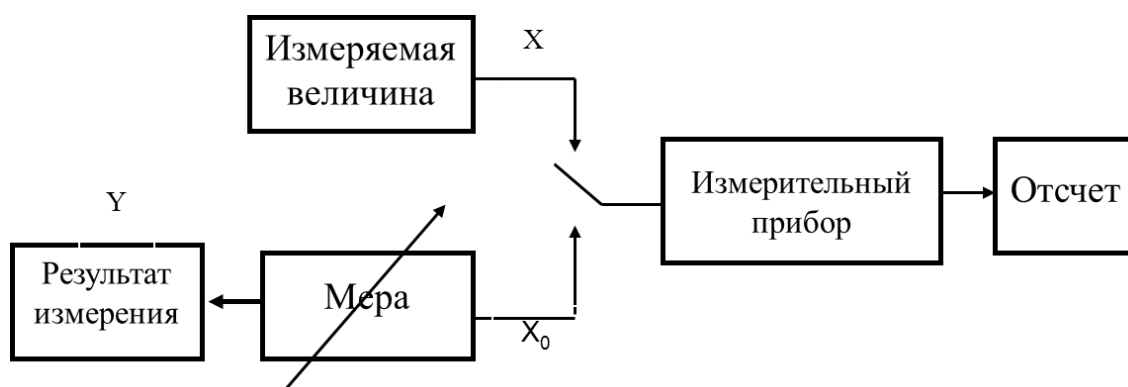 Измеряемая
величина
X
Измерительный
прибор
Отсчет
Y
Результат
измерения
Мера
X₀